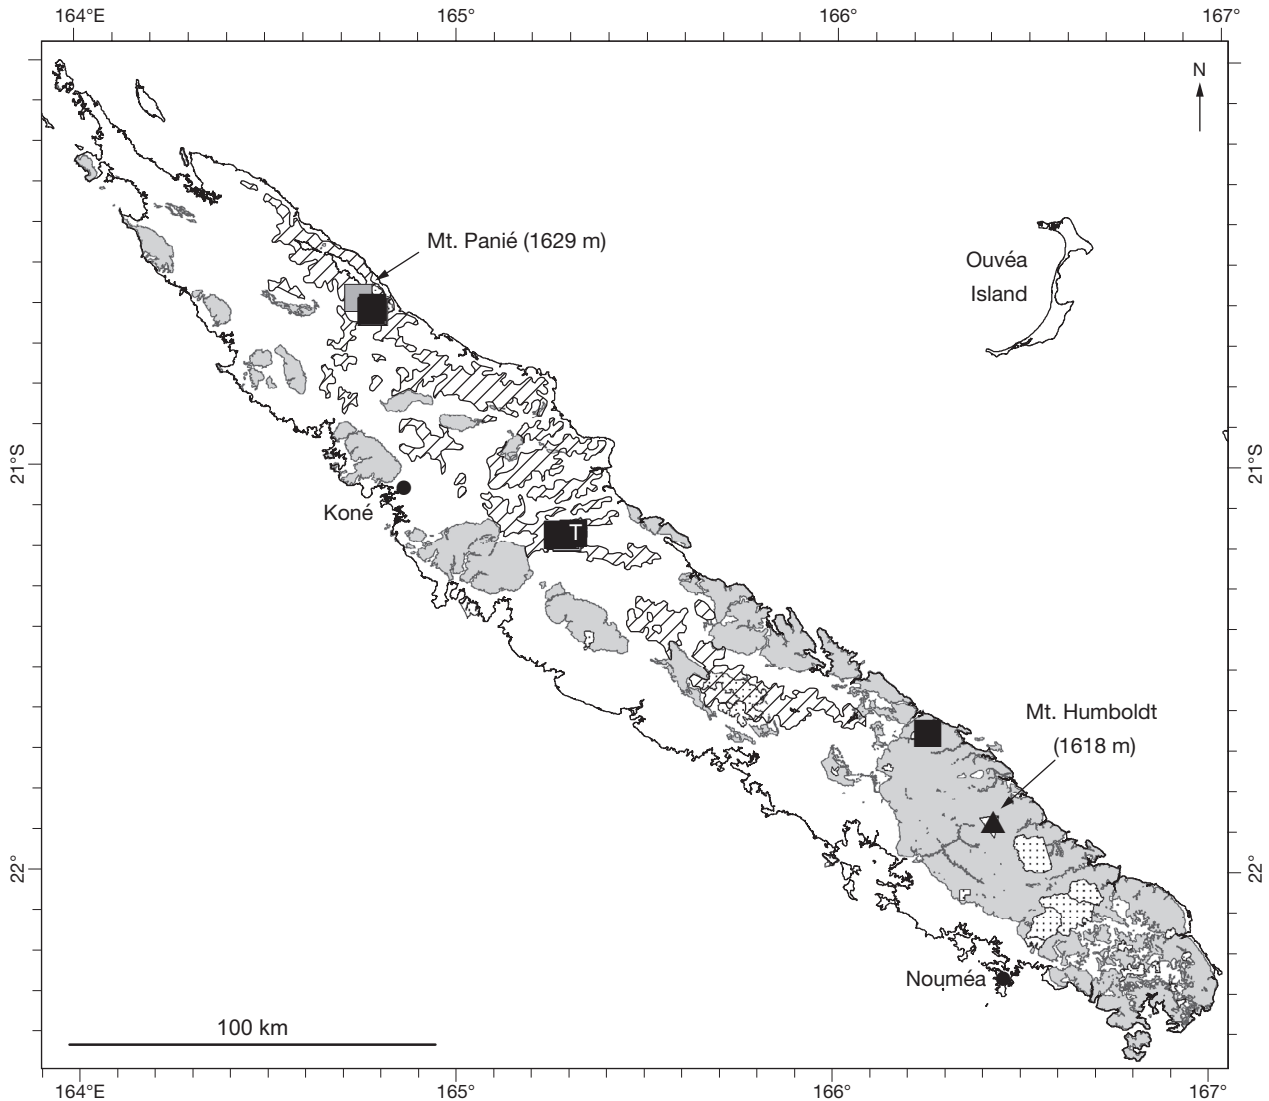 164°E
165°
166°
167°
N
Mt. Panié (1629 m)
Ouvéa
Island
21°S
21°S
Koné
T
Mt. Humboldt
(1618 m)
22°
22°
Nouméa
100 km
164°E
165°
166°
167°